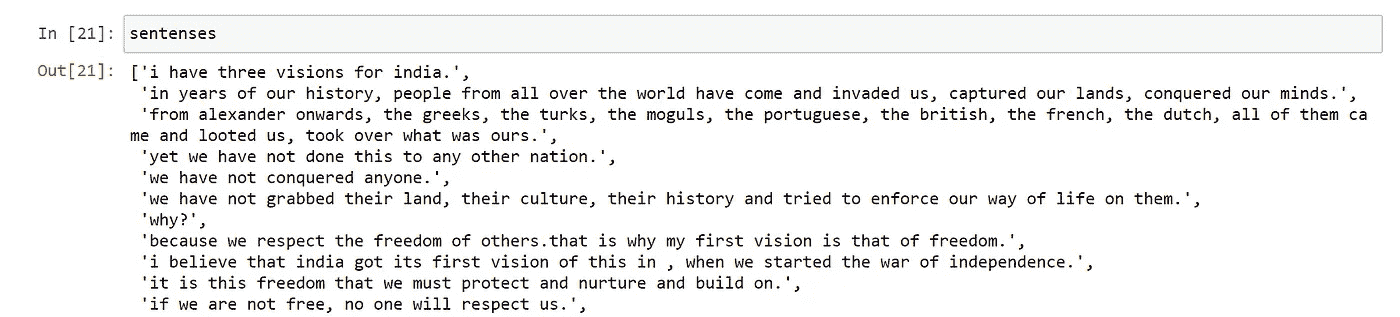 In [21]: sentenses
Out[21]: ['i have three visions for india.',
'in years of our history, people from all over the world have come and invaded us, captured our lands, conquered our minds.',
'from alexander onwards, the greeks, the turks, the moguls, the portuguese, the british, the french, the dutch, all of them ca
me and looted us, took over what was ours.',
'yet we have not done this to any other nation.',
'we have not conquered anyone.',
'we have not grabbed their land, their culture, their history and tried to enforce our way of life on them.',
'why?',
'because we respect the freedom of others.that is why my first vision is that of freedom.',
'i believe that india got its first vision of this in , when we started the war of independence.',
'it is this freedom that we must protect and nurture and build on.',
'if we are not free, no one will respect us.',